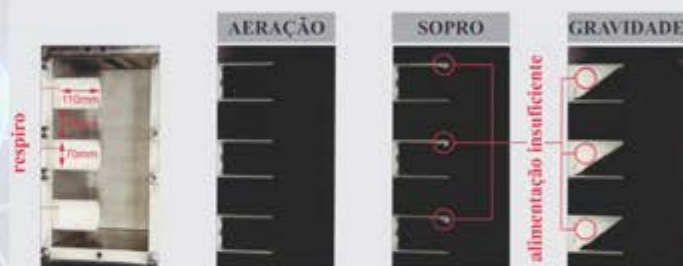 AERAÇÃO
SOPRO
GRAVIDADE
respiro
110mm
70mm
alimentação insuficiente